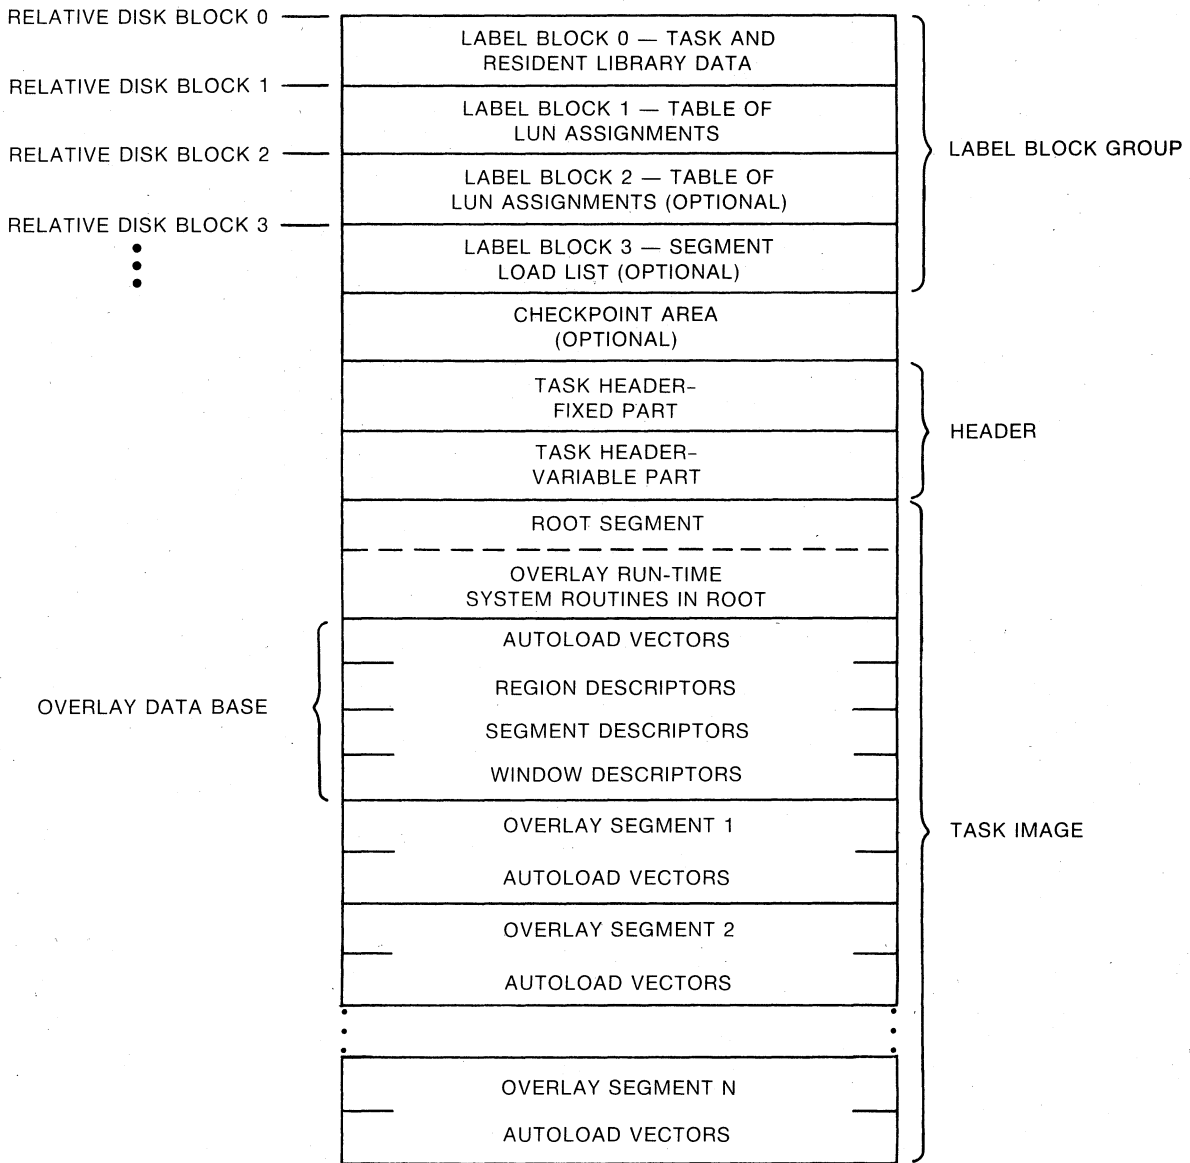 RELATIVE DISK BLOCK 0
LABEL BLOCK 0 — TASK AND
RESIDENT LIBRARY DATA
RELATIVE DISK BLOCK 1
LABEL BLOCK 1 — TABLE OF
LUN ASSIGNMENTS
LABEL BLOCK GROUP
RELATIVE DISK BLOCK 2
LABEL BLOCK 2 — TABLE OF
LUN ASSIGNMENTS (OPTIONAL)
RELATIVE DISK BLOCK 3
LABEL BLOCK 3 — SEGMENT
LOAD LIST (OPTIONAL)
CHECKPOINT AREA
(OPTIONAL)
TASK HEADER-
FIXED PART
HEADER
TASK HEADER-
VARIABLE PART
ROOT SEGMENT
OVERLAY RUN-TIME
SYSTEM ROUTINES IN ROOT
AUTOLOAD VECTORS
REGION DESCRIPTORS
OVERLAY DATA BASE
SEGMENT DESCRIPTORS
WINDOW DESCRIPTORS
OVERLAY SEGMENT 1
TASK IMAGE
AUTOLOAD VECTORS
OVERLAY SEGMENT 2
AUTOLOAD VECTORS
OVERLAY SEGMENT N
AUTOLOAD VECTORS